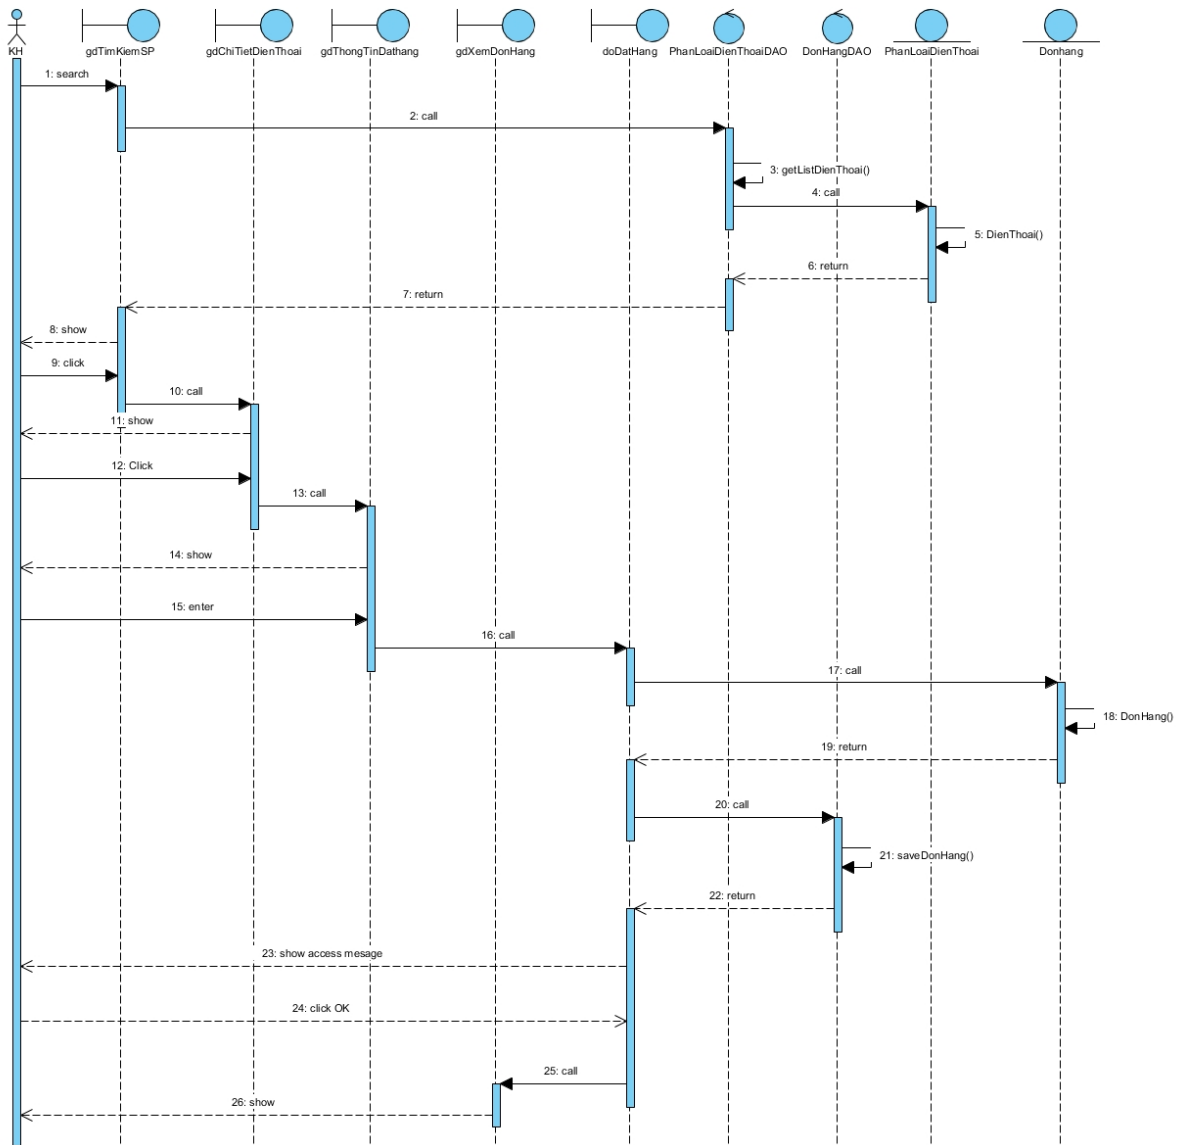 KH
gdTimKiemSP
gdChiTietDienThoai
gdThongTinDathang
gdXemDonHang
doDatHang
PhanLoaiDienThoaiDAO
DonHangDAO
PhanLoaiDienThoai
Donhang
1: search
2: call
3: getListDienThoai()
4: call
5: DienThoai()
6: return
7: return
8: show
9: click
10: call
11: show
12: Click
13: call
14: show
15: enter
16: call
17: call
18: DonHang()
19: return
20: call
21: saveDonHang()
22: return
23: show access mesage
24: click OK
25: call
26: show